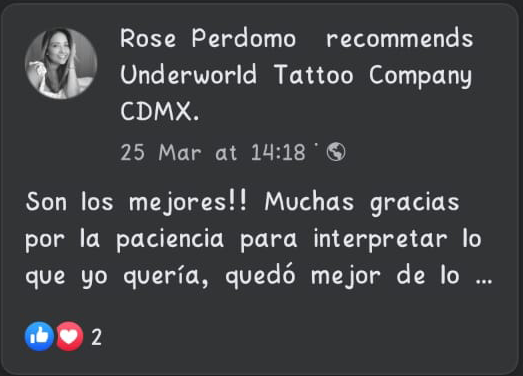 Rose Perdomo recommends
Underworld Tattoo Company
CDMX.
25 Mar at 14:18 ·
Son los mejores!! Muchas gracias
por la paciencia para interpretar lo
que yo quería, quedó mejor de lo ...
2